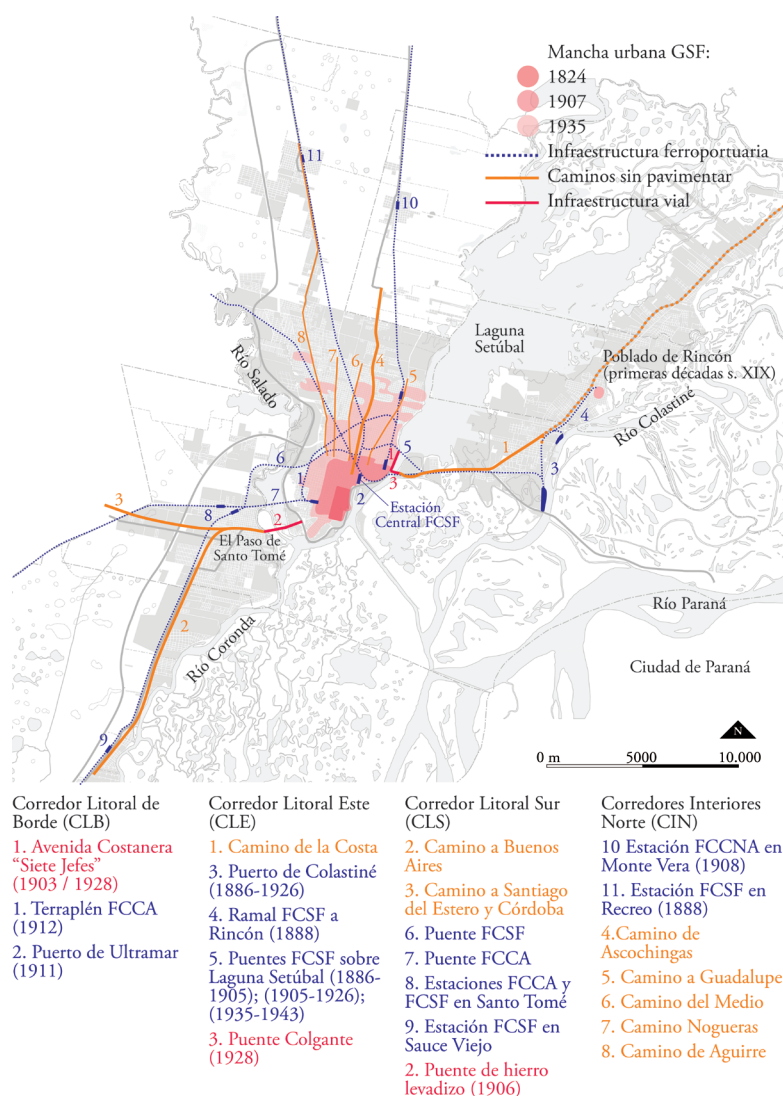 Mancha urbana GSF:
1824
1907
1935
Infraestructura ferroportuaria
Caminos sin pavimentar
Infraestructura vial
11
10
Laguna
Setúbal
8
7
6
4
5
Río Salado
Poblado de Rincón
(primeras décadas s. XIX)
4
Río Colastiné
1
5
6
3
1
3
2
7
3
8
2
Estación
Central FCSF
El Paso de
Santo Tomé
2
Río Paraná
Río Coronda
Ciudad de Paraná
9
N
0 m 5000 10.000
Corredor Litoral de
Borde (CLB)
1. Avenida Costanera
“Siete Jefes”
(1903 / 1928)
1. Terraplén FCCA
(1912)
2. Puerto de Ultramar
(1911)
Corredor Litoral Este
(CLE)
1. Camino de la Costa
3. Puerto de Colastiné
(1886-1926)
4. Ramal FCSF a
Rincón (1888)
5. Puentes FCSF sobre
Laguna Setúbal (1886-
1905); (1905-1926);
(1935-1943)
3. Puente Colgante
(1928)
Corredor Litoral Sur
(CLS)
2. Camino a Buenos
Aires
3. Camino a Santiago
del Estero y Córdoba
6. Puente FCSF
7. Puente FCCA
8. Estaciones FCCA y
FCSF en Santo Tomé
9. Estación FCSF en
Sauce Viejo
2. Puente de hierro
levadizo (1906)
Corredores Interiores
Norte (CIN)
10 Estación FCCNA en
Monte Vera (1908)
11. Estación FCSF en
Recreo (1888)
4.Camino de
Ascochingas
5. Camino a Guadalupe
6. Camino del Medio
7. Camino Nogueras
8. Camino de Aguirre